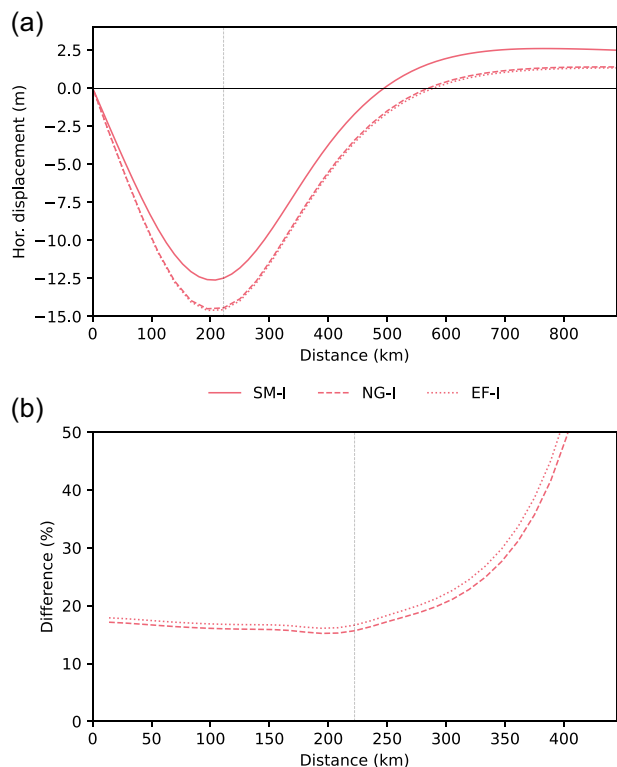 (a)
2.5
0.0
−2.5
−5.0
−7.5
−10.0
−12.5
−15.0
Hor. displacement (m)
0 100 200 300 400 500 600 700 800
Distance (km)
SM-I NG-I EF-I
(b)
50
40
30
20
10
0
Difference (%)
0 50 100 150 200 250 300 350 400
Distance (km)